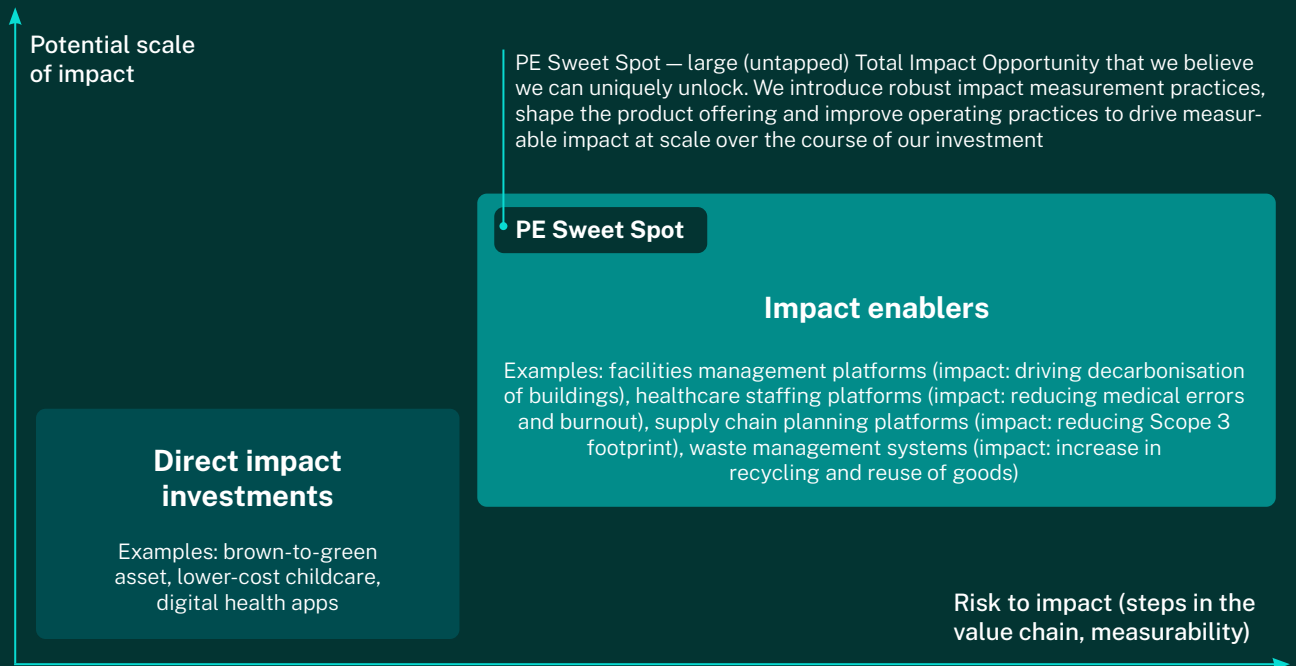 Potential scale
of impact
PE Sweet Spot — large (untapped) Total Impact Opportunity that we believe
we can uniquely unlock. We introduce robust impact measurement practices,
shape the product offering and improve operating practices to drive measur-
able impact at scale over the course of our investment
PE Sweet Spot
Impact enablers
Examples: facilities management platforms (impact: driving decarbonisation
of buildings), healthcare staffing platforms (impact: reducing medical errors
and burnout), supply chain planning platforms (impact: reducing Scope 3
footprint), waste management systems (impact: increase in
recycling and reuse of goods)
Direct impact
investments
Examples: brown-to-green
asset, lower-cost childcare,
digital health apps
Risk to impact (steps in the
value chain, measurability)